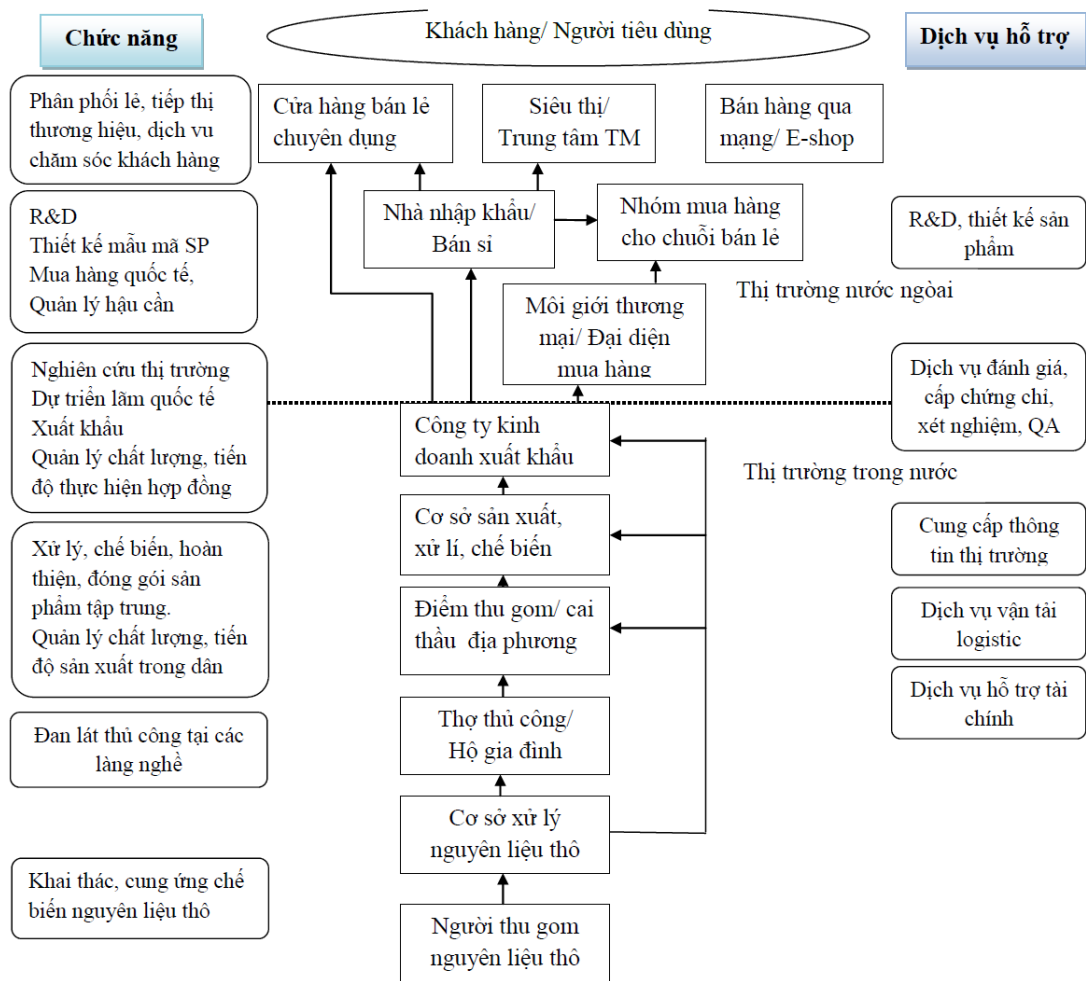 Chức năng
Khách hàng/ Người tiêu dùng
Dịch vụ hỗ trợ
Phân phối lẻ, tiếp thị
thương hiệu, dịch vu
chăm sóc khách hàng
Cửa hàng bán lẻ
chuyên dụng
Siêu thị/
Trung tâm TM
Bán hàng qua
mạng/ E-shop
R&D
Thiết kế mẫu mã SP
Mua hàng quốc tế,
Quản lý hậu cần
Nhà nhập khẩu/
Bán sỉ
Nhóm mua hàng
cho chuỗi bán lẻ
R&D, thiết kế sản
phẩm
Môi giới thương
mại/ Đại diện
mua hàng
Thị trường nước ngòai
Nghiên cứu thị trường
Dự triển lãm quốc tế
Xuất khẩu
Quản lý chất lượng, tiến
độ thực hiện hợp đồng
Công ty kinh
doanh xuất khẩu
Dịch vụ đánh giá,
cấp chứng chỉ,
xét nghiệm, QA
Thị trường trong nước
Xử lý, chế biến, hoàn
thiện, đóng gói sản
phẩm tập trung.
Quản lý chất lượng, tiến
độ sản xuất trong dân
Cơ sở sản xuất,
xử lí, chế biến
Cung cấp thông
tin thị trường
Điểm thu gom/ cai
thầu địa phương
Dịch vụ vận tải
logistic
Thợ thủ công/
Hộ gia đình
Dịch vụ hỗ trợ tài
chính
Đan lát thủ công tại các
làng nghề
Cơ sở xử lý
nguyên liệu thô
Khai thác, cung ứng chế
biến nguyên liệu thô
Người thu gom
nguyên liệu thô